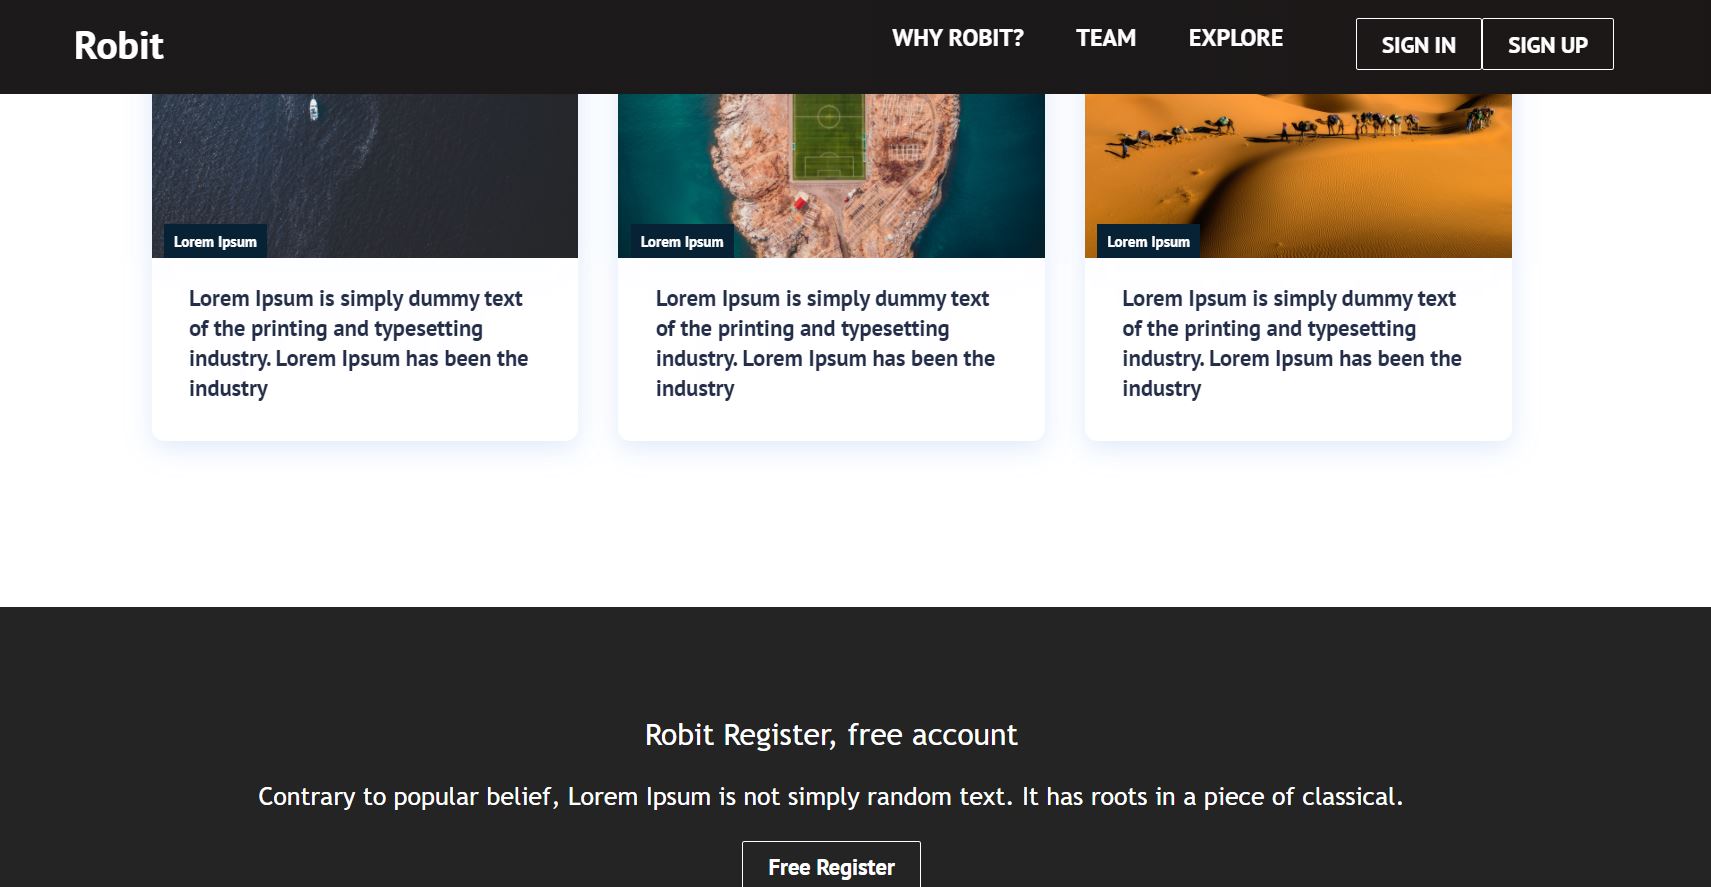 Robit
WHY ROBIT?
TEAM
EXPLORE
SIGN IN
SIGN UP
Lorem Ipsum
Lorem Ipsum is simply dummy text
of the printing and typesetting
industry. Lorem Ipsum has been the
industry
Lorem Ipsum
Lorem Ipsum is simply dummy text
of the printing and typesetting
industry. Lorem Ipsum has been the
industry
Lorem Ipsum
Lorem Ipsum is simply dummy text
of the printing and typesetting
industry. Lorem Ipsum has been the
industry
Robit Register, free account
Contrary to popular belief, Lorem Ipsum is not simply random text. It has roots in a piece of classical.
Free Register